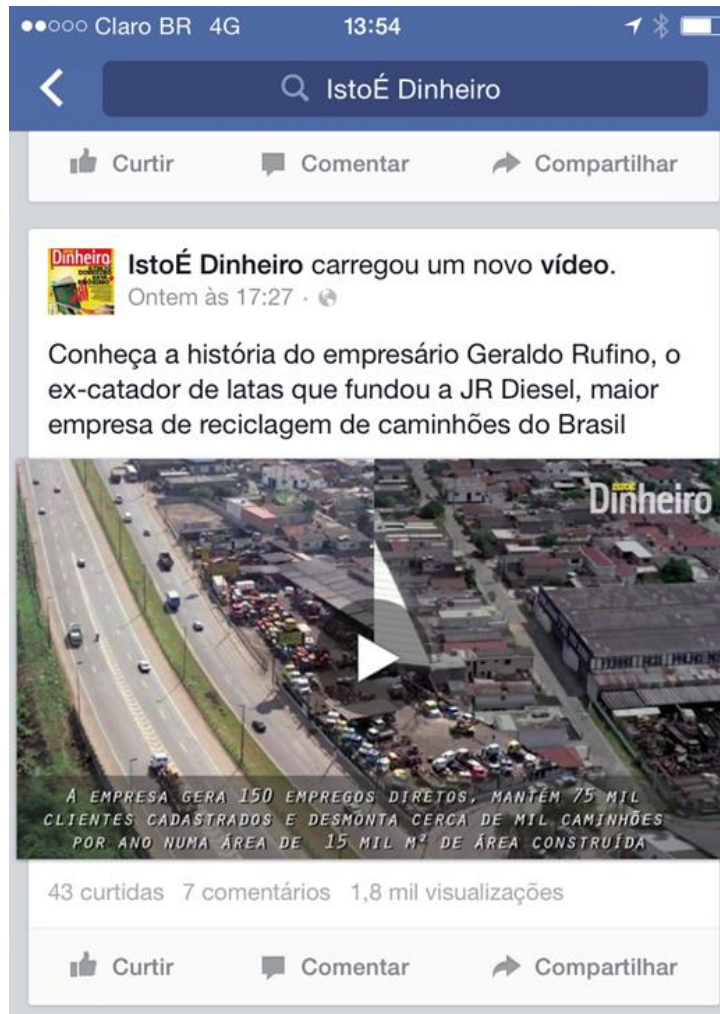 Claro BR 4G 13:54
IstoÉ Dinheiro
Curtir Comentar Compartilhar
Dinheiro
IstoÉ Dinheiro carregou um novo vídeo.
Ontem às 17:27
Conheça a história do empresário Geraldo Rufino, o
ex-catador de latas que fundou a JR Diesel, maior
empresa de reciclagem de caminhões do Brasil
ISTOÉ
Dinheiro
A EMPRESA GERA 150 EMPREGOS DIRETOS, MANTÉM 75 MIL
CLIENTES CADASTRADOS E DESMONTA CERCA DE MIL CAMINHÕES
POR ANO NUMA ÁREA DE 15 MIL M² DE ÁREA CONSTRUÍDA
43 curtidas 7 comentários 1,8 mil visualizações
Curtir Comentar Compartilhar